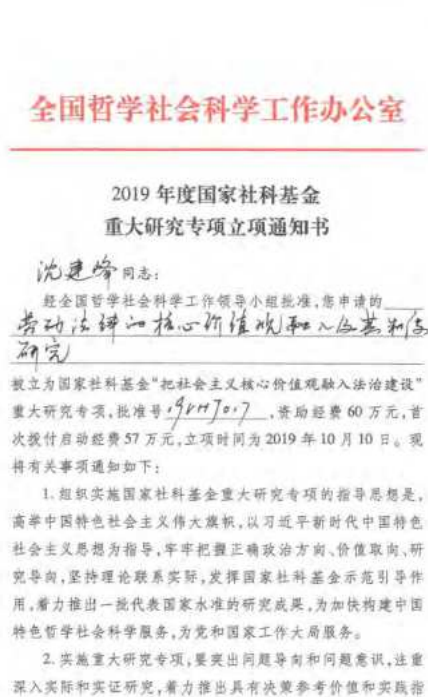 全国哲学社会科学工作办公室
2019 年度国家社科基金
重大研究专项立项通知书
沈建峰同志:
经全国哲学社会科学工作领导小组批准,您申请的
劳动法律的核心价值观和入及其制度
研究
被立为国家社科基金“把社会主义核心价值观融入法治建设”
重大研究专项,批准号19VHJ017,资助经费 60 万元,首
次拨付启动经费 57 万元,立项时间为 2019 年 10 月 10 日。现
将有关事项通知如下:
1.组织实施国家社科基金重大研究专项的指导思想是,
高举中国特色社会主义伟大旗帜,以习近平新时代中国特色
社会主义思想为指导,牢牢把握正确政治方向、价值取向、研
究导向,坚持理论联系实际,发挥国家社科基金示范引导作
用,着力推出一批代表国家水准的研究成果,为加快构建中国
特色哲学社会科学服务,为党和国家工作大局服务。
2.实施重大研究专项,要突出问题导向和问题意识,注重
深入实际和实证研究,着力推出具有决策参考价值和实践指